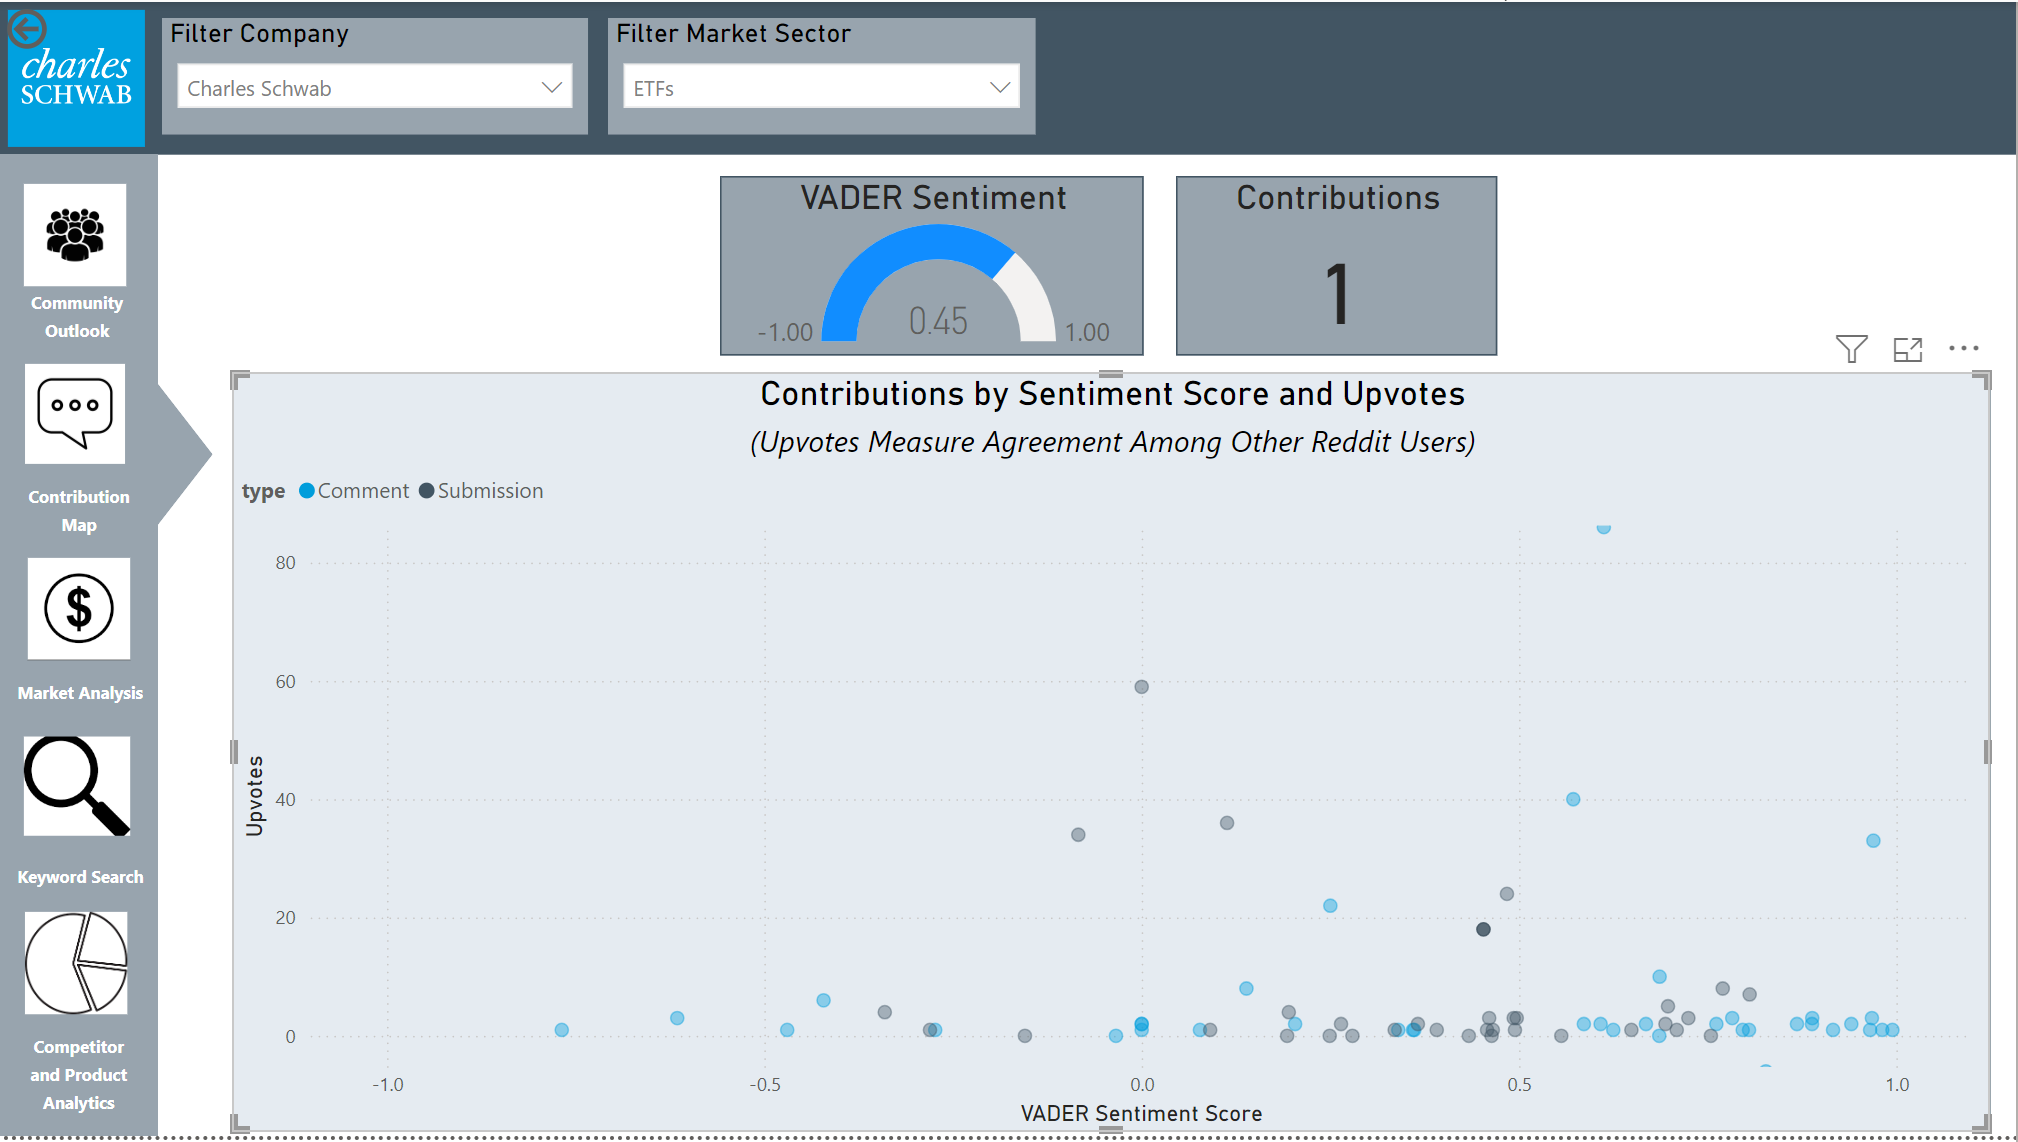 charles
SCHWAB
Filter Company
Charles Schwab
Filter Market Sector
ETFs
Community
Outlook
Contribution
Map
$
Market Analysis
Keyword Search
Competitor
and Product
Analytics
VADER Sentiment
-1.00
0.45
1.00
Contributions
1
Contributions by Sentiment Score and Upvotes
(Upvotes Measure Agreement Among Other Reddit Users)
type Comment Submission
Upvotes
80
60
40
20
0
-1.0 -0.5 0.0 0.5 1.0
VADER Sentiment Score